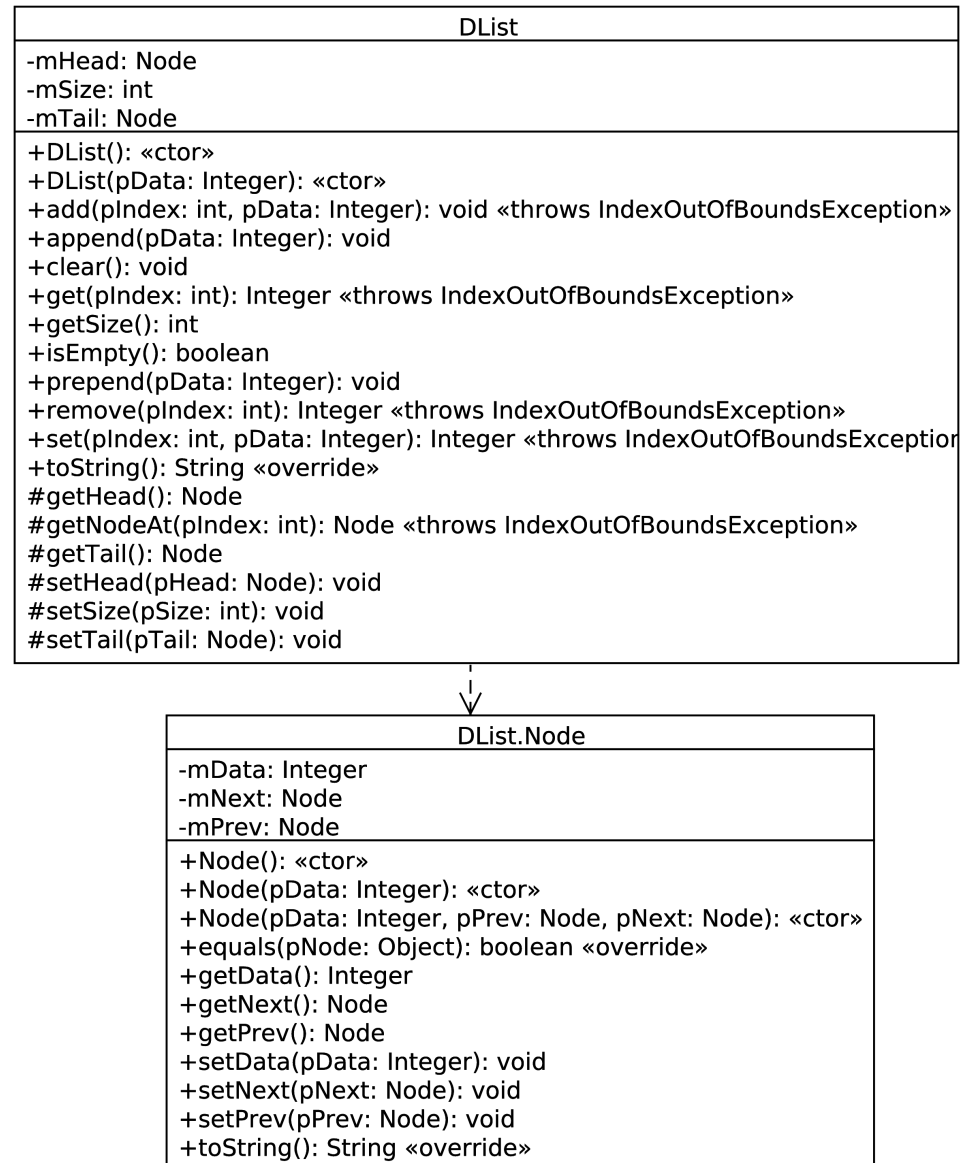 DList
-mHead: Node
-mSize: int
-mTail: Node
+DList(): «ctor»
+DList(pData: Integer): «ctor»
+add(pIndex: int, pData: Integer): void «throws IndexOutOfBoundsException»
+append(pData: Integer): void
+clear(): void
+get(pIndex: int): Integer «throws IndexOutOfBoundsException»
+getSize(): int
+isEmpty(): boolean
+prepend(pData: Integer): void
+remove(pIndex: int): Integer «throws IndexOutOfBoundsException»
+set(pIndex: int, pData: Integer): Integer «throws IndexOutOfBoundsException
+toString(): String «override»
#getHead(): Node
#getNodeAt(pIndex: int): Node «throws IndexOutOfBoundsException»
#getTail(): Node
#setHead(pHead: Node): void
#setSize(pSize: int): void
#setTail(pTail: Node): void
DList.Node
-mData: Integer
-mNext: Node
-mPrev: Node
+Node(): «ctor»
+Node(pData: Integer): «ctor»
+Node(pData: Integer, pPrev: Node, pNext: Node): «ctor»
+equals(pNode: Object): boolean «override»
+getData(): Integer
+getNext(): Node
+getPrev(): Node
+setData(pData: Integer): void
+setNext(pNext: Node): void
+setPrev(pPrev: Node): void
+toString(): String «override»